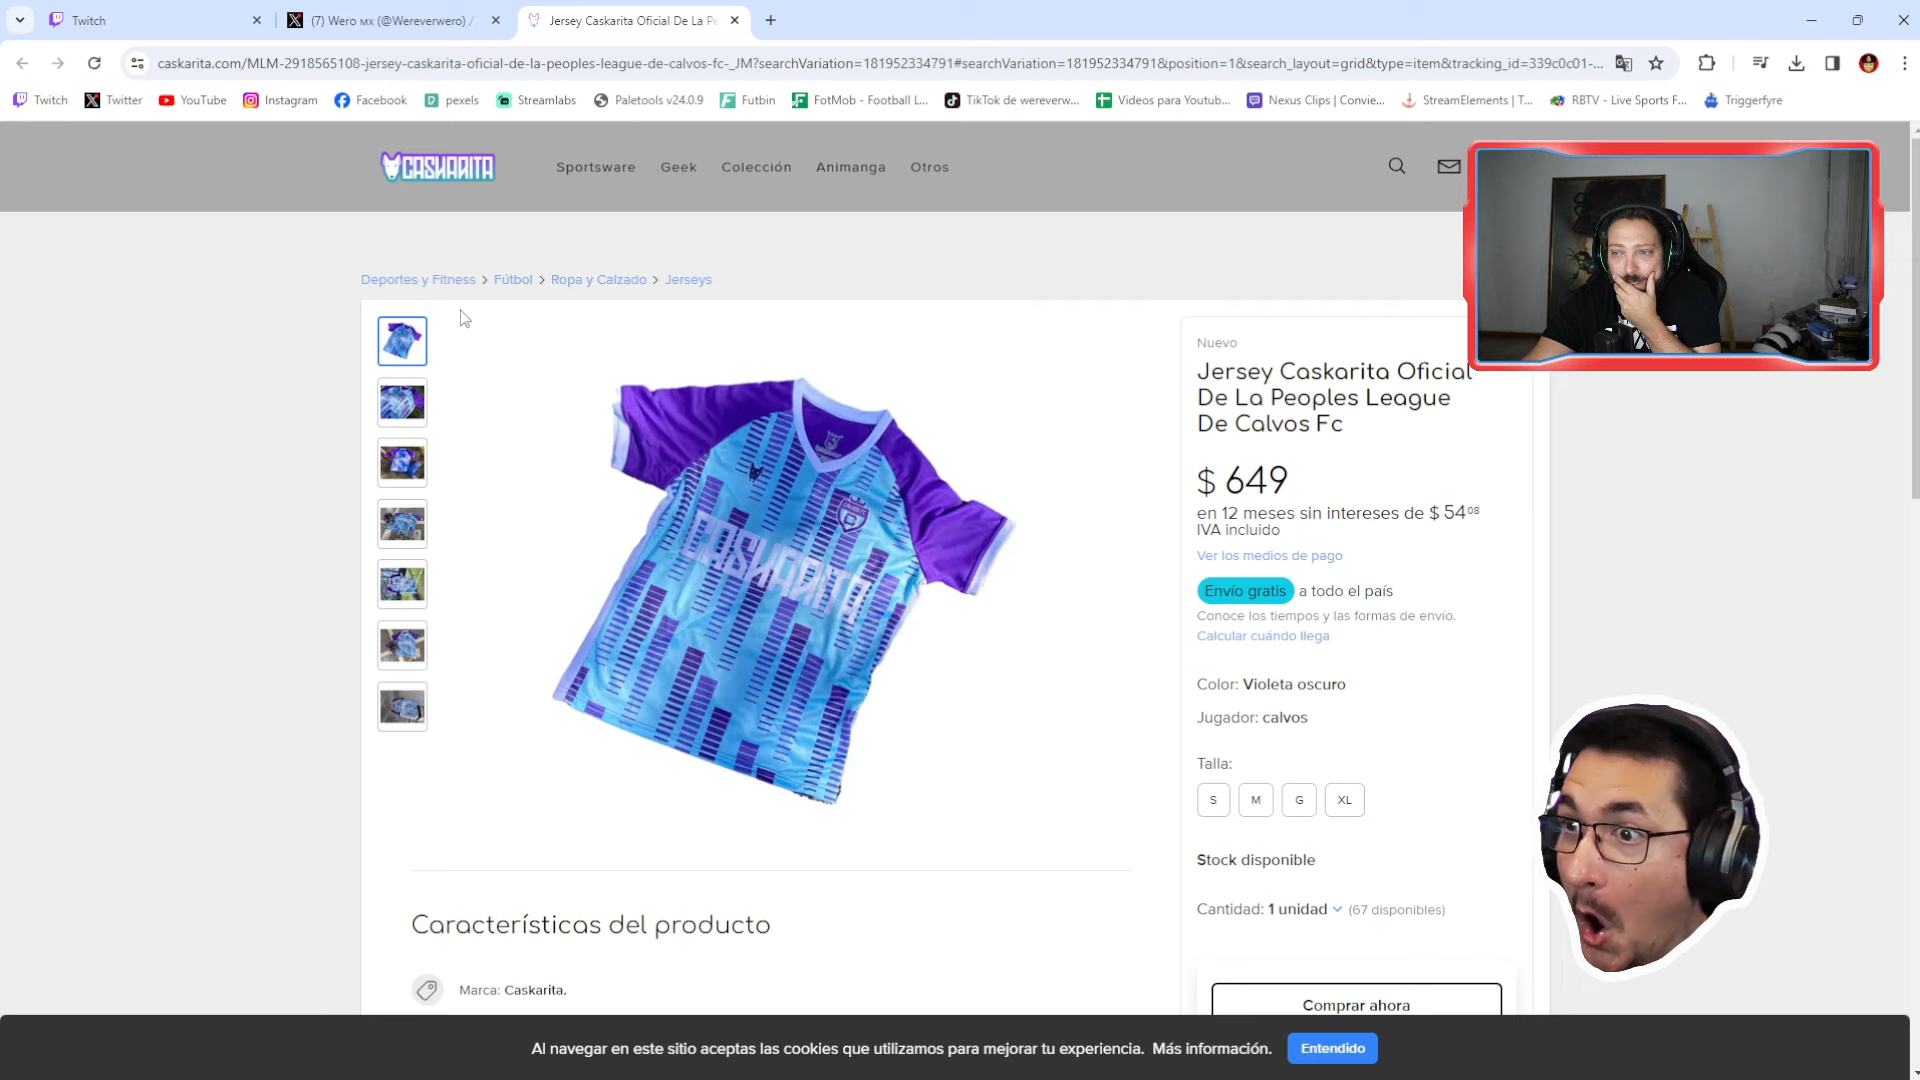 Twitch
(7) Wero мx (@Wereverwero) /
Jersey Caskarita Oficial De La Pe
caskarita.com/MLM-2918565108-jersey-caskarita-oficial-de-la-peoples-league-de-calvos-fc-_JM?searchVariation=181952334791#searchVariation=181952334791&position=1&search_layout=grid&type=item&tracking_id=339c0c01-...
Twitch
Twitter
YouTube
Instagram
Facebook
pexels
Streamlabs
Paletools v24.0.9
Futbin
FotMob - Football L...
TikTok de wereverw...
Videos para Youtub...
Nexus Clips | Convie...
StreamElements | T...
RBTV - Live Sports F...
Triggerfyre
CASKARITA
Sportsware
Geek
Colección
Animanga
Otros
Deportes y Fitness > Fútbol > Ropa y Calzado > Jerseys
CASKARITA
CALVOS FC
Nuevo
Jersey Caskarita Oficial
De La Peoples League
De Calvos Fc
$ 649
en 12 meses sin intereses de $ 54⁰⁸
IVA incluido
Ver los medios de pago
Envío gratis a todo el país
Conoce los tiempos y las formas de envío.
Calcular cuándo llega
Color: Violeta oscuro
Jugador: calvos
Talla:
S
M
G
XL
Stock disponible
Cantidad: 1 unidad (67 disponibles)
Comprar ahora
Características del producto
Marca: Caskarita.
Al navegar en este sitio aceptas las cookies que utilizamos para mejorar tu experiencia. Más información.
Entendido